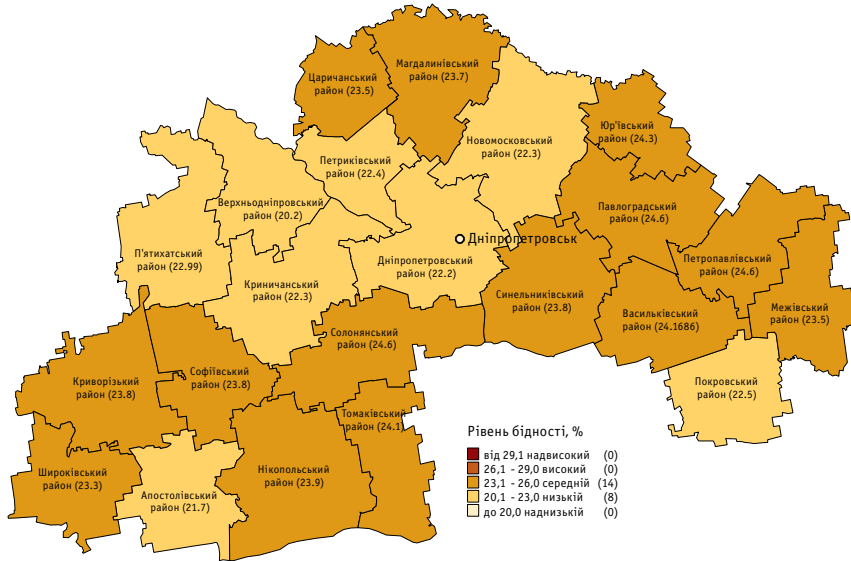 Магдалинівський
район (23.7)
Царичанський
район (23.5)
Юр'ївський
район (24.3)
Новомосковський
район (22.3)
Петриківський
район (22.4)
Верхньодніпровський
район (20.2)
Павлоградський
район (24.6)
Дніпропетровськ
П'ятихатський
район (22.99)
Дніпропетровський
район (22.2)
Петропавлівський
район (24.6)
Криничанський
район (22.3)
Синельниківський
район (23.8)
Васильківський
район (24.1686)
Межівський
район (23.5)
Солонянський
район (24.6)
Софіївський
район (23.8)
Криворізький
район (23.8)
Покровський
район (22.5)
Томаківський
район (24.1)
Широківський
район (23.3)
Апостолівський
район (21.7)
Нікопольський
район (23.9)
Рівень бідності, %
від 29,1 надвисокий (0)
26,1 - 29,0 високий (0)
23,1 - 26,0 середній (14)
20,1 - 23,0 низькій (8)
до 20,0 наднизькій (0)